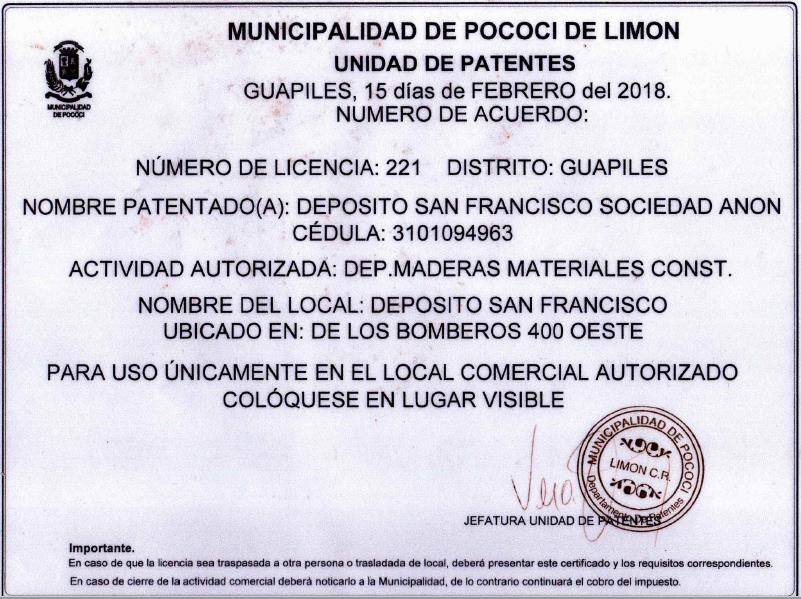 MUNICIPALIDAD DE POCOCI DE LIMON
UNIDAD DE PATENTES
GUAPILES, 15 días de FEBRERO del 2018.
NUMERO DE ACUERDO:
MUNICIPALIDAD
DE POCOCÍ
NÚMERO DE LICENCIA: 221 DISTRITO: GUAPILES
NOMBRE PATENTADO(A): DEPOSITO SAN FRANCISCO SOCIEDAD ANON
CÉDULA: 3101094963
ACTIVIDAD AUTORIZADA: DEP.MADERAS MATERIALES CONST.
NOMBRE DEL LOCAL: DEPOSITO SAN FRANCISCO
UBICADO EN: DE LOS BOMBEROS 400 OESTE
PARA USO ÚNICAMENTE EN EL LOCAL COMERCIAL AUTORIZADO
COLÓQUESE EN LUGAR VISIBLE
MUNICIPALIDAD DE POCOCI
LIMON C.R.
Departamento De Patentes
JEFATURA UNIDAD DE PATENTES
Importante.
En caso de que la licencia sea traspasada a otra persona o trasladada de local, deberá presentar este certificado y los requisitos correspondientes.
En caso de cierre de la actividad comercial deberá noticarlo a la Municipalidad, de lo contrario continuará el cobro del impuesto.